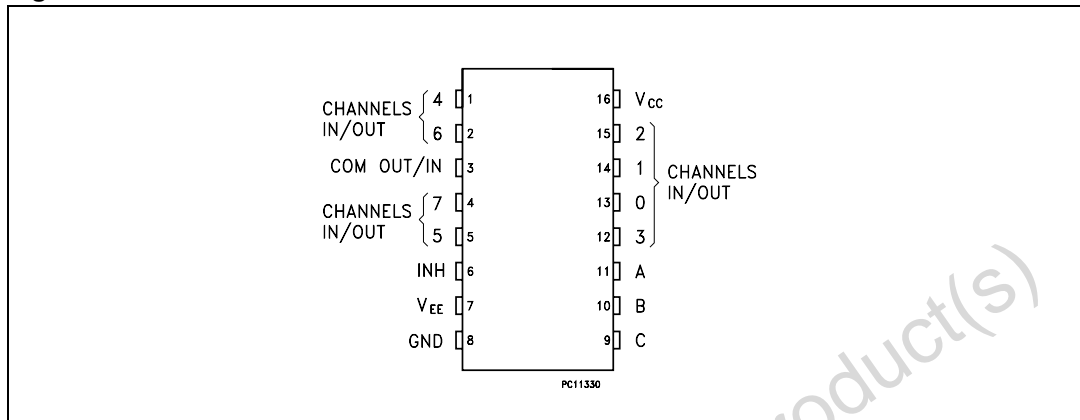 CHANNELS IN/OUT
4 1
6 2
COM OUT/IN 3
CHANNELS IN/OUT
7 4
5 5
INH 6
VEE 7
GND 8
16 VCC
15 2
14 1
13 0
12 3
CHANNELS IN/OUT
11 A
10 B
9 C
PC11330
roduct(s)